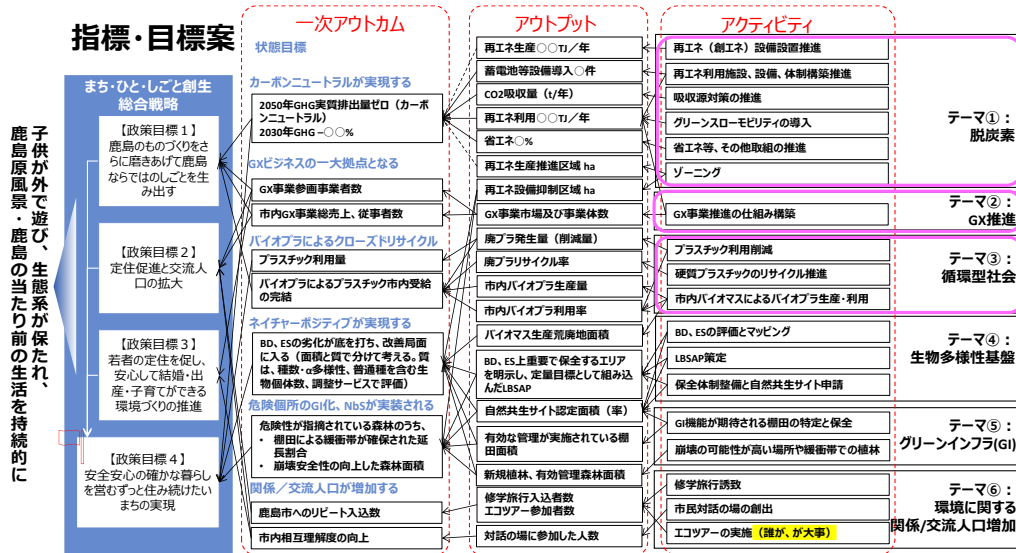 指標・目標案
子供が外で遊び、生態系が保たれ、
鹿島原風景・鹿島の当たり前の生活を持続的に
まち・ひと・しごと創生
総合戦略
【政策目標１】
鹿島のものづくりをさ
らに磨きあげて鹿島
ならではのしごとを生
み出す
【政策目標２】
定住促進と交流人
口の拡大
【政策目標３】
若者の定住を促し、
安心して結婚・出
産・子育てができる
環境づくりの推進
【政策目標４】
安全安心の確かな暮らし
を営むずっと住み続けたい
まちの実現
一次アウトカム
状態目標
カーボンニュートラルが実現する
2050年GHG実質排出量ゼロ（カーボ
ンニュートラル）
2030年GHG –○○%
GXビジネスの一大拠点となる
GX事業参画事業者数
市内GX事業総売上、従事者数
バイオプラによるクローズドリサイクル
プラスチック利用量
バイオプラによるプラスチック市内受給
の完結
ネイチャーポジティブが実現する
BD、ESの劣化が底を打ち、改善局面
に入る（面積と質で分けて考える。質
は、種数・α多様性、普通種を含む生
物個体数、調整サービスで評価）
危険個所のGI化、NbSが実装される
危険性が指摘されている森林のうち、
・ 棚田による緩衝帯が確保された延
長割合
・ 崩壊安全性の向上した森林面積
関係／交流人口が増加する
鹿島市へのリピート入込数
市内相互理解度の向上
アウトプット
再エネ生産○○TJ／年
蓄電池等設備導入○件
CO2吸収量（t/年）
再エネ利用○○TJ／年
省エネ○%
再エネ生産推進区域 ha
再エネ設備抑制区域 ha
GX事業市場及び事業体数
廃プラ発生量（削減量）
廃プラリサイクル率
市内バイオプラ生産量
市内バイオプラ利用率
バイオマス生産荒廃地面積
BD、ES上重要で保全するエリア
を明示し、定量目標として組み込
んだLBSAP
自然共生サイト認定面積（率）
有効な管理が実施されている棚
田面積
新規植林、有効管理森林面積
修学旅行入込者数
エコツアー参加者数
対話の場に参加した人数
アクティビティ
再エネ（創エネ）設備設置推進
再エネ利用施設、設備、体制構築推進
吸収源対策の推進
グリーンスローモビリティの導入
省エネ等、その他取組の推進
ゾーニング
GX事業推進の仕組み構築
プラスチック利用削減
硬質プラスチックのリサイクル推進
市内バイオマスによるバイオプラ生産・利用
BD、ESの評価とマッピング
LBSAP策定
保全体制整備と自然共生サイト申請
GI機能が期待される棚田の特定と保全
崩壊の可能性が高い場所や緩衝帯での植林
修学旅行誘致
市民対話の場の創出
エコツアーの実施（誰が、が大事）
テーマ①：
脱炭素
テーマ②：
GX推進
テーマ③：
循環型社会
テーマ④：
生物多様性基盤
テーマ⑤：
グリーンインフラ(GI)
テーマ⑥：
環境に関する
関係/交流人口増加